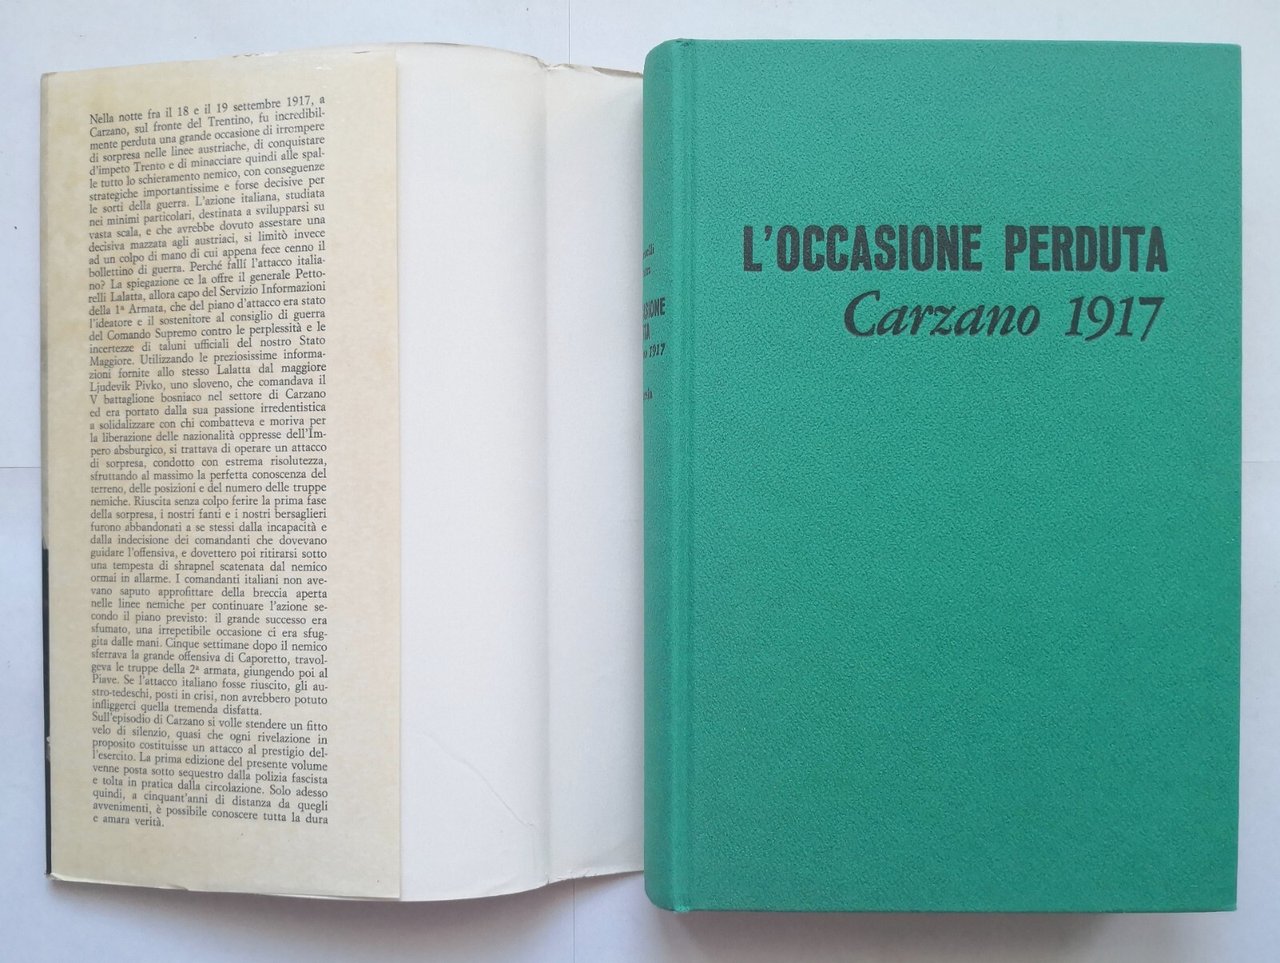 Nella notte fra il 18 e il 19 settembre 1917, a
Carzano, sul fronte del Trentino, fu incredibil-
mente perduta una grande occasione di irrompere
di sorpresa nelle linee austriache, di conquistare
d'impeto Trento e di minacciare quindi alle spal-
le tutto lo schieramento nemico, con conseguenze
strategiche importantissime e forse decisive per
le sorti della guerra. L'azione italiana, studiata
nei minimi particolari, destinata a svilupparsi su
vasta scala, e che avrebbe dovuto assestare una
decisiva mazzata agli austriaci, si limitò invece
ad un colpo di mano di cui appena fece cenno il
bollettino di guerra. Perché fallí l'attacco italia-
no? La spiegazione ce la offre il generale Petto-
relli Lalatta, allora capo del Servizio Informazioni
della 1ª Armata, che del piano d'attacco era stato
l'ideatore e il sostenitore al consiglio di guerra
del Comando Supremo contro le perplessità e le
incertezze di taluni ufficiali del nostro Stato
Maggiore. Utilizzando le preziosissime informa-
zioni fornite allo stesso Lalatta dal maggiore
Ljudevik Pivko, uno sloveno, che comandava il
V battaglione bosniaco nel settore di Carzano
ed era portato dalla sua passione irredentistica
a solidalizzare con chi combatteva e moriva per
la liberazione delle nazionalità oppresse dell'Im-
pero absburgico, si trattava di operare un attacco
di sorpresa, condotto con estrema risolutezza,
sfruttando al massimo la perfetta conoscenza del
terreno, delle posizioni e del numero delle truppe
nemiche. Riuscita senza colpo ferire la prima fase
della sorpresa, i nostri fanti e i nostri bersaglieri
furono abbandonati a se stessi dalla incapacità e
dalla indecisione dei comandanti che dovevano
guidare l'offensiva, e dovettero poi ritirarsi sotto
una tempesta di shrapnel scatenata dal nemico
ormai in allarme. I comandanti italiani non ave-
vano saputo approfittare della breccia aperta
nelle linee nemiche per continuare l'azione se-
condo il piano previsto: il grande successo era
sfumato, una irrepetibile occasione ci era sfug-
gita dalle mani. Cinque settimane dopo il nemico
sferrava la grande offensiva di Caporetto, travol-
geva le truppe della 2ª armata, giungendo poi al
Piave. Se l'attacco italiano fosse riuscito, gli au-
stro-tedeschi, posti in crisi, non avrebbero potuto
infliggerci quella tremenda disfatta.
Sull'episodio di Carzano si volle stendere un fitto
velo di silenzio, quasi che ogni rivelazione in
proposito costituisse un attacco al prestigio del-
l'esercito. La prima edizione del presente volume
venne posta sotto sequestro dalla polizia fascista
e tolta in pratica dalla circolazione. Solo adesso
quindi, a cinquant'anni di distanza da quegli
avvenimenti, è possibile conoscere tutta la dura
e amara verità.
L'OCCASIONE PERDUTA
Carzano 1917